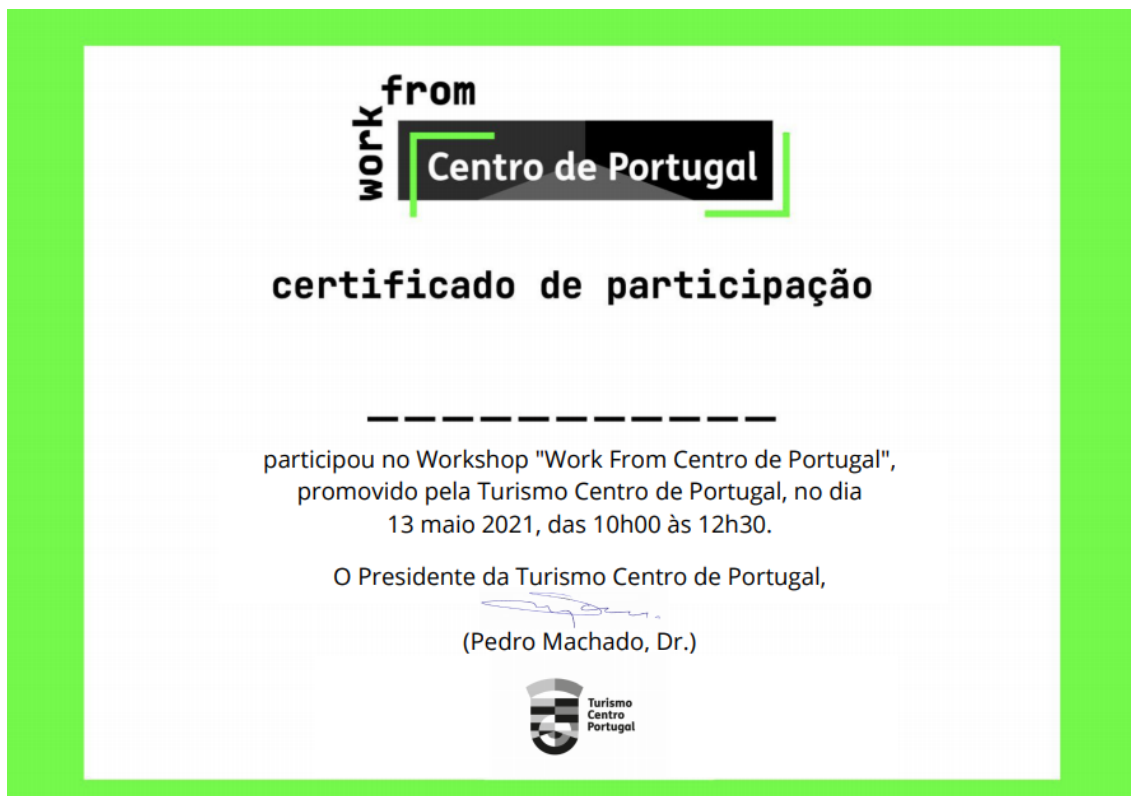 from
work
Centro de Portugal
certificado de participação
___________
participou no Workshop "Work From Centro de Portugal",
promovido pela Turismo Centro de Portugal, no dia
13 maio 2021, das 10h00 às 12h30.
O Presidente da Turismo Centro de Portugal,
(Pedro Machado, Dr.)
Turismo
Centro
Portugal